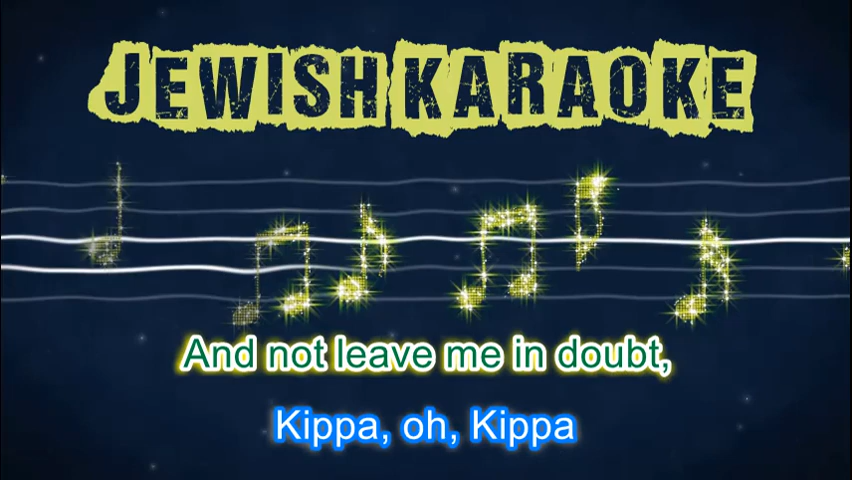 JEWISH KARAOKE
And not leave me in doubt,
Kippa, oh, Kippa